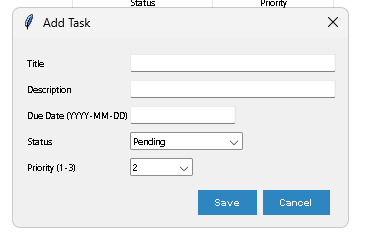 Status Priority
Add Task
Title
Description
Due Date (YYYY-MM-DD)
Status Pending
Priority (1-3) 2
Save Cancel